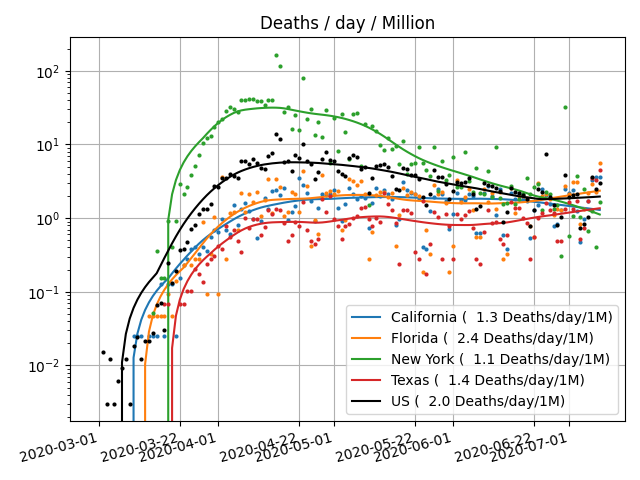 Deaths / day / Million
10²
10¹
10⁰
10⁻¹
10⁻²
California (  1.3 Deaths/day/1M)
Florida (  2.4 Deaths/day/1M)
New York (  1.1 Deaths/day/1M)
Texas (  1.4 Deaths/day/1M)
US (  2.0 Deaths/day/1M)
2020-03-01
2020-03-22
2020-04-01
2020-04-22
2020-05-01
2020-05-22
2020-06-01
2020-06-22
2020-07-01